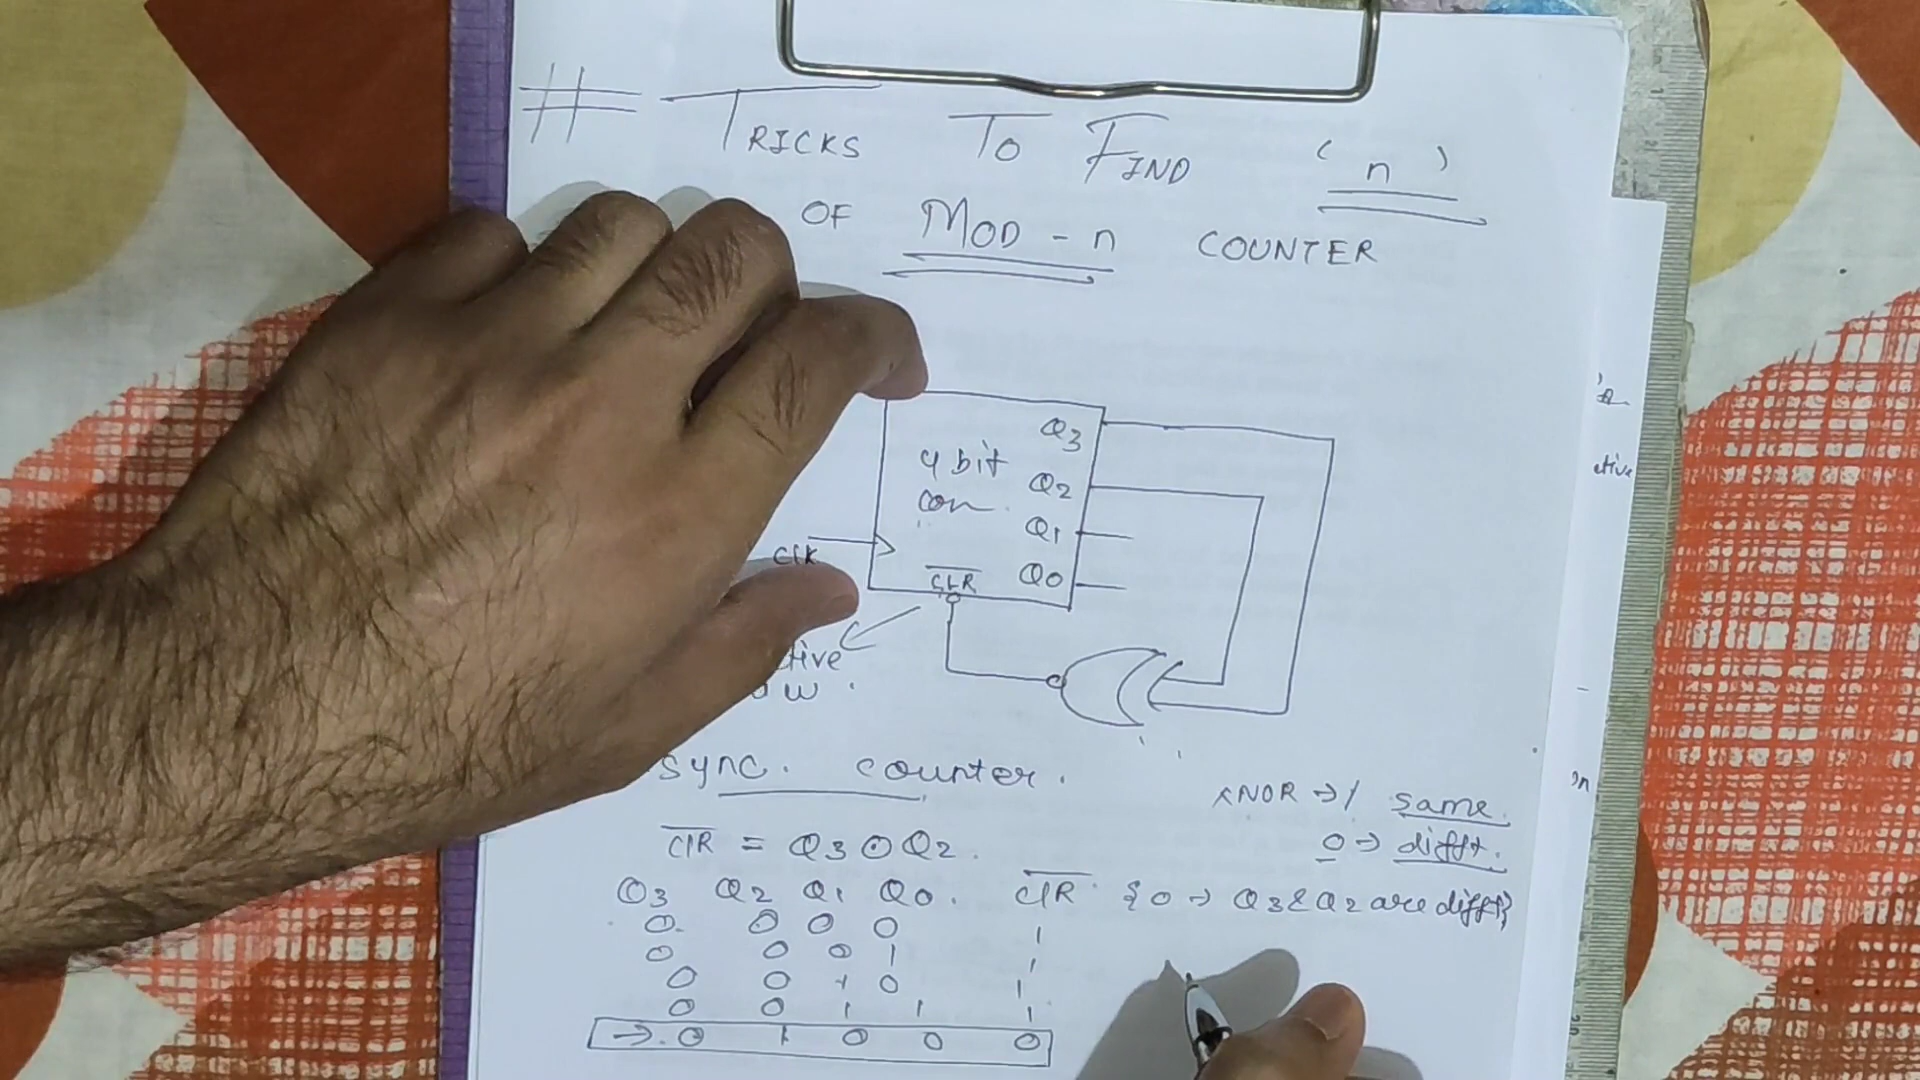 # TRICKS TO FIND 'n'
OF MOD-n COUNTER
Q3
4 bit
Q2
con
Q1
Clk
CLR
Q0
sync. counter.
XNOR → 1 same.
0 → difft.
C̅l̅R̅ = Q3 ⊙ Q2.
Q3 Q2 Q1 Q0. C̅l̅R̅ {0 → Q3 & Q2 are difft}
0. 0 0 0 1
0 0 0 1 1
0 0 1 0 1
0 0 1 1 1
→. 0 1 0 0 0